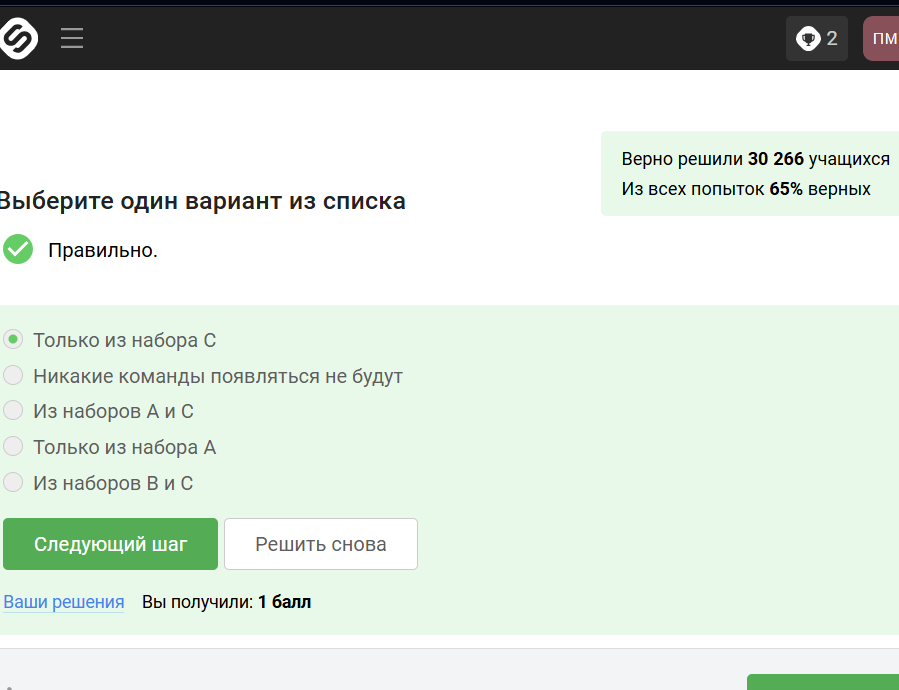 2
ПМ
Верно решили 30 266 учащихся
Из всех попыток 65% верных
Выберите один вариант из списка
Правильно.
Только из набора C
Никакие команды появляться не будут
Из наборов A и C
Только из набора A
Из наборов B и C
Следующий шаг
Решить снова
Ваши решения
Вы получили: 1 балл